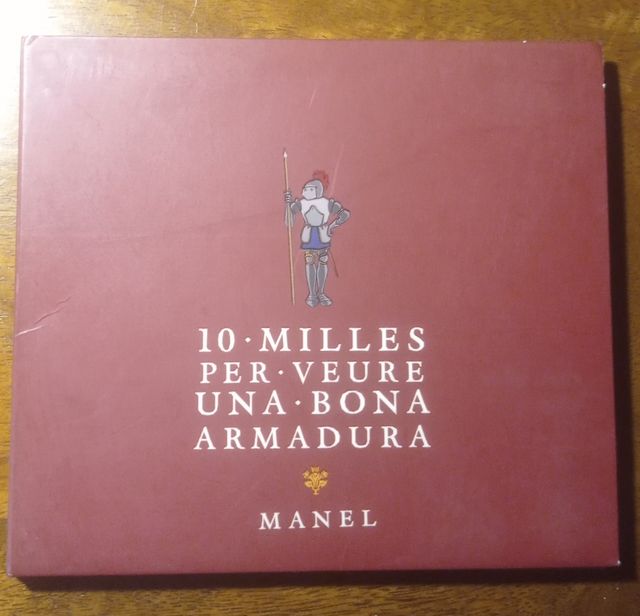 10·MILLES
PER·VEURE
UNA·BONA
ARMADURA
MANEL